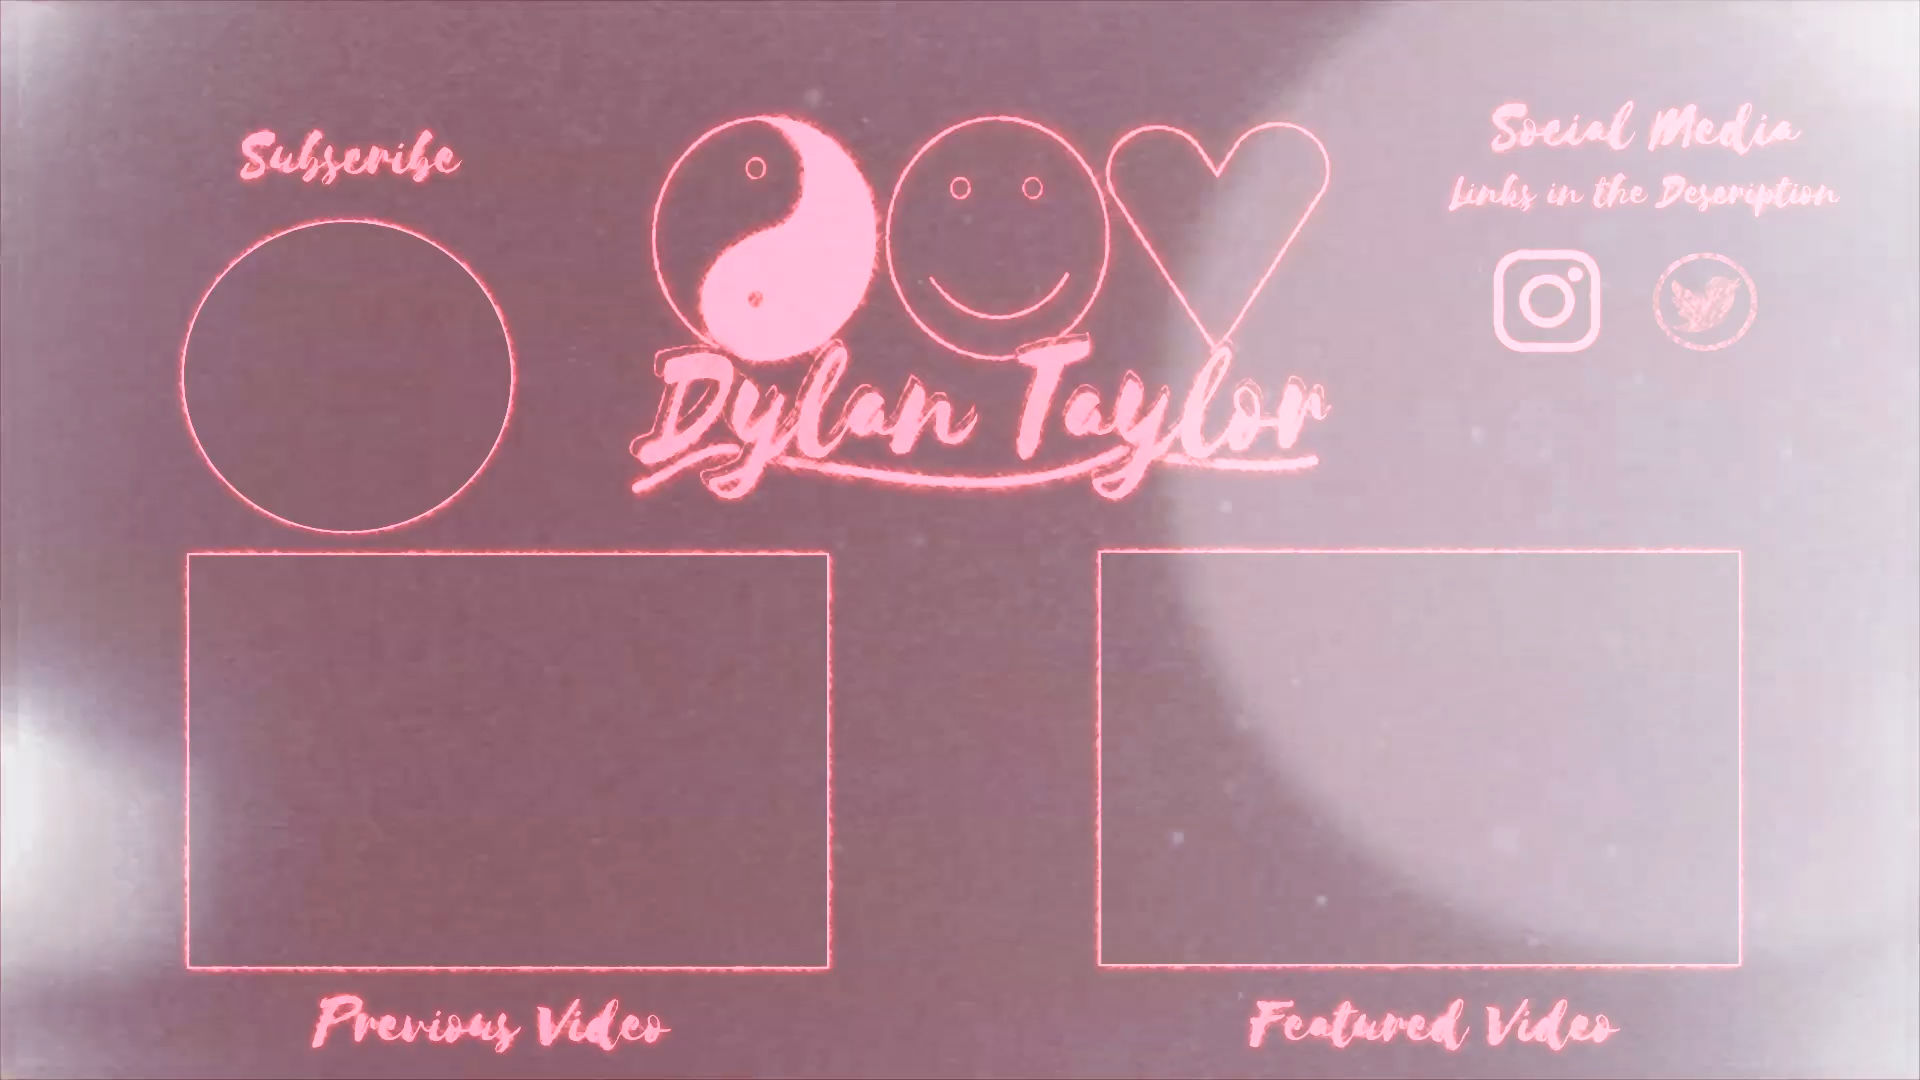 Subscribe
Social Media
Links in the Description
Dylan Taylor
Previous Video
Featured Video